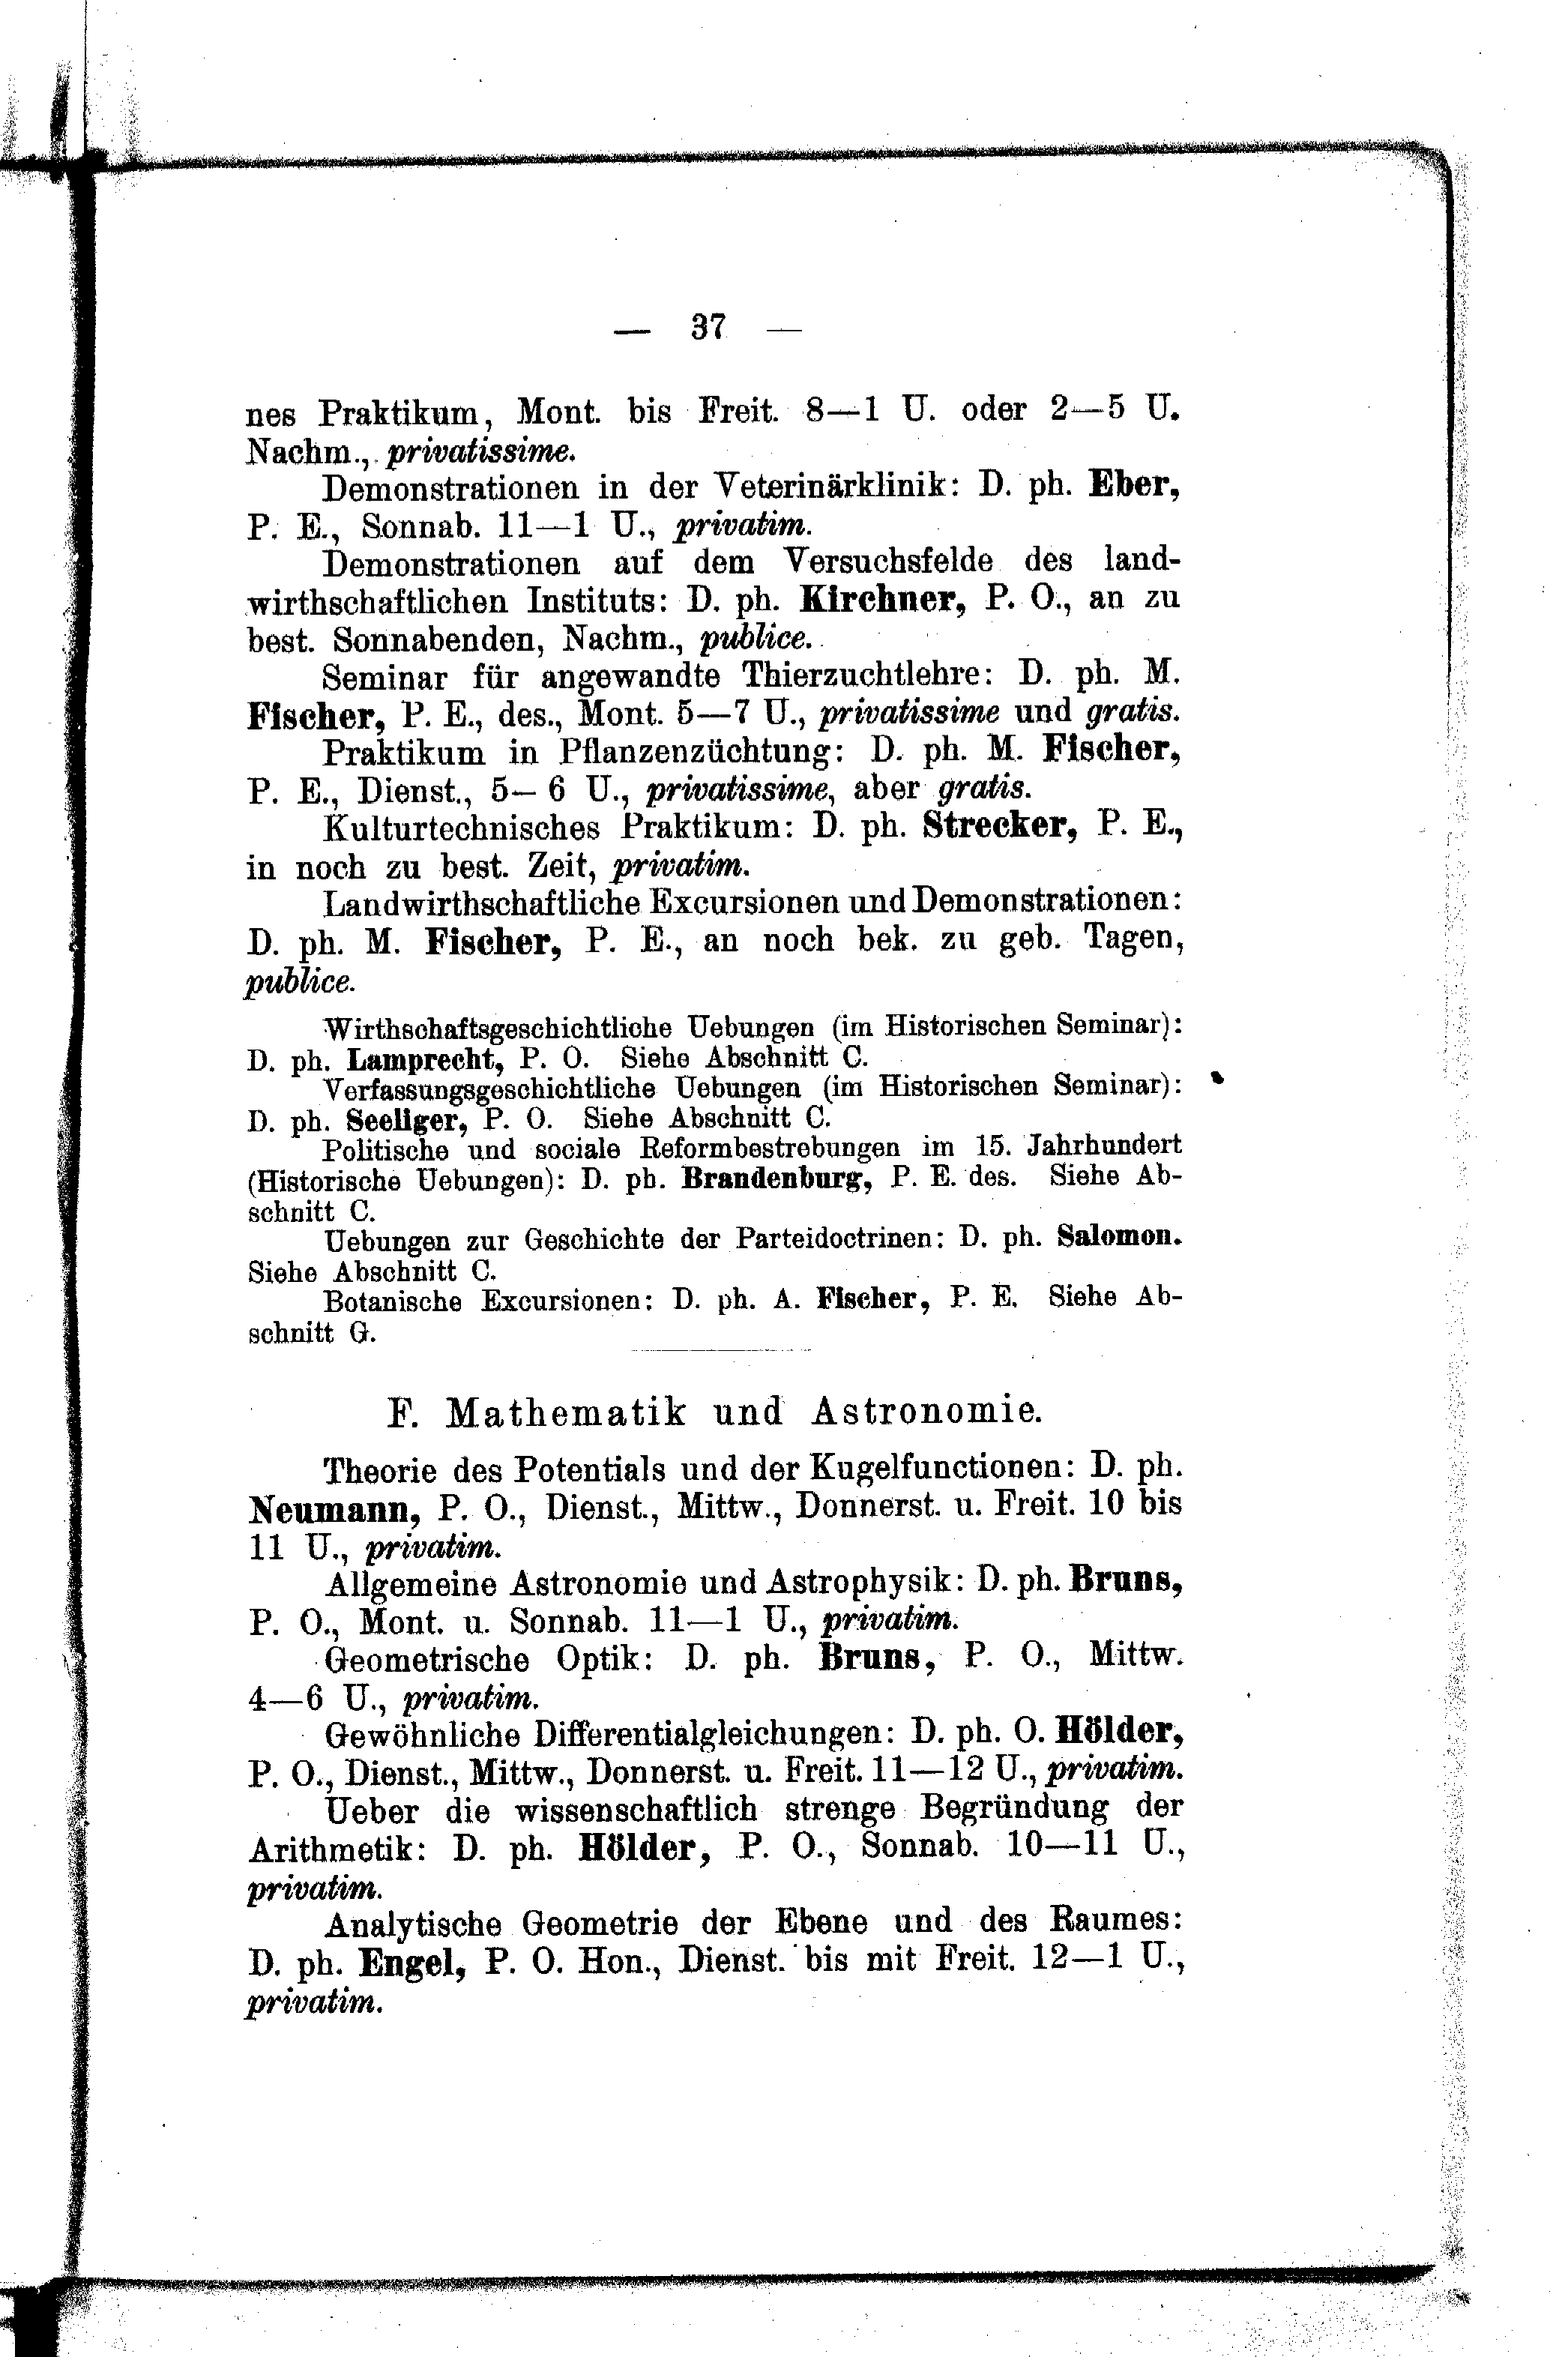 — 37 —
nes Praktikum, Mont. bis Freit. 8—1 U. oder 2—5 U.
Nachm., privatissime.
Demonstrationen in der Veterinärklinik: D. ph. Eber,
P. E., Sonnab. 11—1 U., privatim.
Demonstrationen auf dem Versuchsfelde des land-
wirthschaftlichen Instituts: D. ph. Kirchner, P. O., an zu
best. Sonnabenden, Nachm., publice.
Seminar für angewandte Thierzuchtlehre: D. ph. M.
Fischer, P. E., des., Mont. 5—7 U., privatissime und gratis.
Praktikum in Pflanzenzüchtung: D. ph. M. Fischer,
P. E., Dienst., 5— 6 U., privatissime, aber gratis.
Kulturtechnisches Praktikum: D. ph. Strecker, P. E.,
in noch zu best. Zeit, privatim.
Landwirthschaftliche Excursionen und Demonstrationen:
D. ph. M. Fischer, P. E., an noch bek. zu geb. Tagen,
publice.
Wirthschaftsgeschichtliche Uebungen (im Historischen Seminar):
D. ph. Lamprecht, P. O. Siehe Abschnitt C.
Verfassungsgeschichtliche Uebungen (im Historischen Seminar):
D. ph. Seeliger, P. O. Siehe Abschnitt C.
Politische und sociale Reformbestrebungen im 15. Jahrhundert
(Historische Uebungen): D. ph. Brandenburg, P. E. des. Siehe Ab-
schnitt C.
Uebungen zur Geschichte der Parteidoctrinen: D. ph. Salomon.
Siehe Abschnitt C.
Botanische Excursionen: D. ph. A. Fischer, P. E. Siehe Ab-
schnitt G.
F. Mathematik und Astronomie.
Theorie des Potentials und der Kugelfunctionen: D. ph.
Neumann, P. O., Dienst., Mittw., Donnerst. u. Freit. 10 bis
11 U., privatim.
Allgemeine Astronomie und Astrophysik: D. ph. Bruns,
P. O., Mont. u. Sonnab. 11—1 U., privatim.
Geometrische Optik: D. ph. Bruns, P. O., Mittw.
4—6 U., privatim.
Gewöhnliche Differentialgleichungen: D. ph. O. Hölder,
P. O., Dienst., Mittw., Donnerst. u. Freit. 11—12 U., privatim.
Ueber die wissenschaftlich strenge Begründung der
Arithmetik: D. ph. Hölder, P. O., Sonnab. 10—11 U.,
privatim.
Analytische Geometrie der Ebene und des Raumes:
D. ph. Engel, P. O. Hon., Dienst. bis mit Freit. 12—1 U.,
privatim.